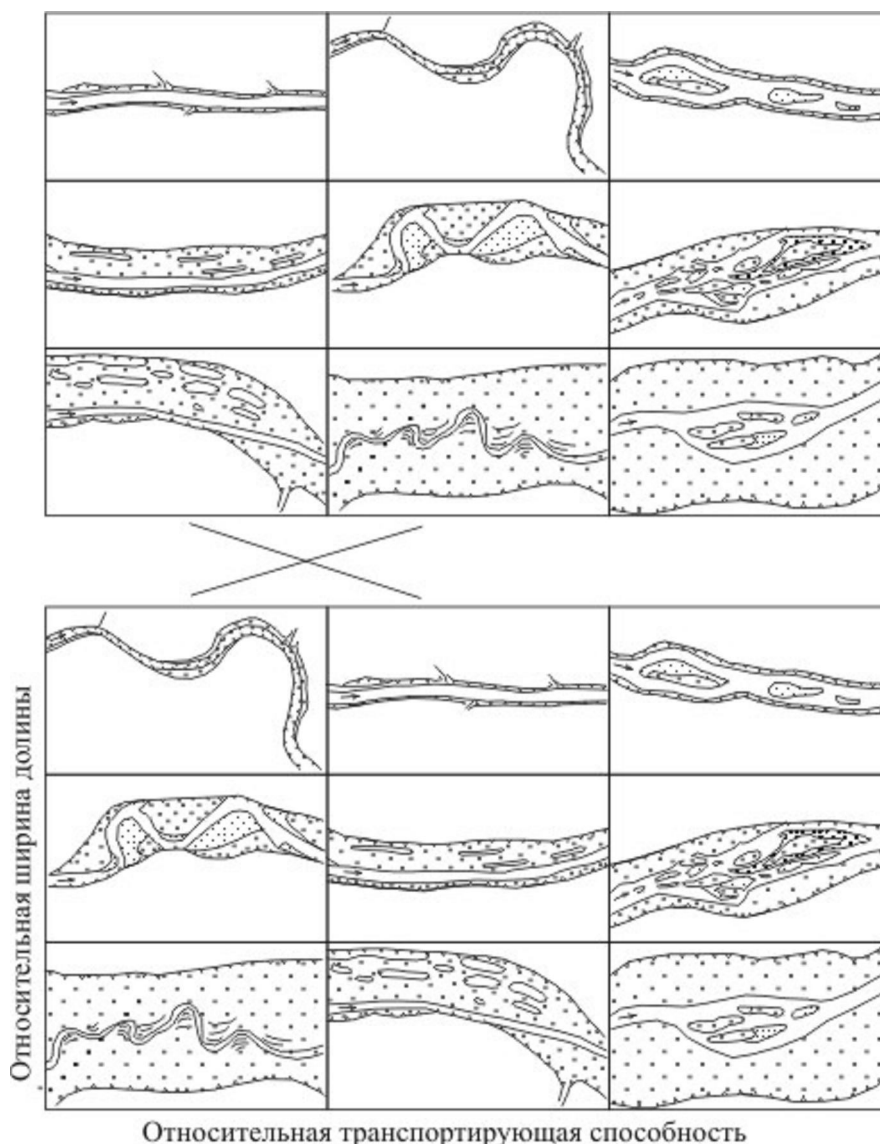 Относительная ширина долины
Относительная транспортирующая способность